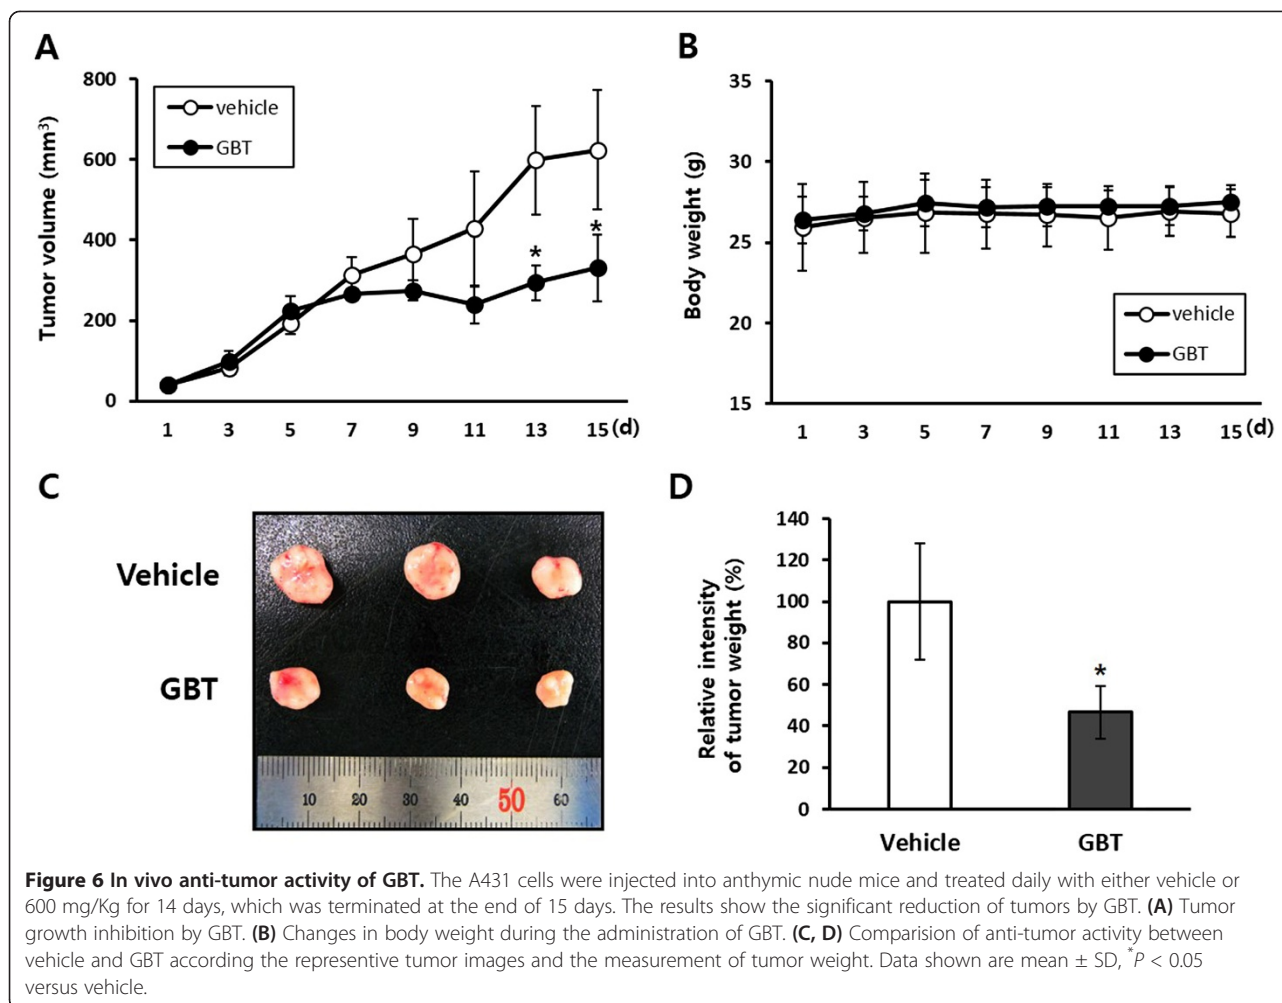 A
Tumor volume (mm³)
800
600
400
200
0
vehicle
GBT
1 3 5 7 9 11 13 15 (d)
*
*
B
Body weight (g)
35
31
27
23
19
15
vehicle
GBT
1 3 5 7 9 11 13 15 (d)
C
Vehicle
GBT
10 20 30 40 50 60
D
Relative intensity
of tumor weight (%)
140
120
100
80
60
40
20
0
*
Vehicle GBT
Figure 6 In vivo anti-tumor activity of GBT. The A431 cells were injected into anthymic nude mice and treated daily with either vehicle or
600 mg/Kg for 14 days, which was terminated at the end of 15 days. The results show the significant reduction of tumors by GBT. (A) Tumor
growth inhibition by GBT. (B) Changes in body weight during the administration of GBT. (C, D) Comparision of anti-tumor activity between
vehicle and GBT according the representive tumor images and the measurement of tumor weight. Data shown are mean ± SD, *P < 0.05
versus vehicle.